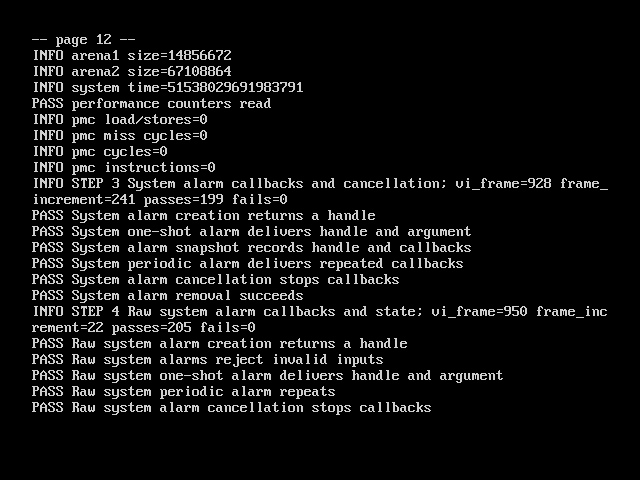 -- page 12 --
INFO arena1 size=14856672
INFO arena2 size=67108864
INFO system time=51538029691983791
PASS performance counters read
INFO pmc load/stores=0
INFO pmc miss cycles=0
INFO pmc cycles=0
INFO pmc instructions=0
INFO STEP 3 System alarm callbacks and cancellation; vi_frame=928 frame_
increment=241 passes=199 fails=0
PASS System alarm creation returns a handle
PASS System one-shot alarm delivers handle and argument
PASS System alarm snapshot records handle and callbacks
PASS System periodic alarm delivers repeated callbacks
PASS System alarm cancellation stops callbacks
PASS System alarm removal succeeds
INFO STEP 4 Raw system alarm callbacks and state; vi_frame=950 frame_inc
rement=22 passes=205 fails=0
PASS Raw system alarm creation returns a handle
PASS Raw system alarms reject invalid inputs
PASS Raw system one-shot alarm delivers handle and argument
PASS Raw system periodic alarm repeats
PASS Raw system alarm cancellation stops callbacks